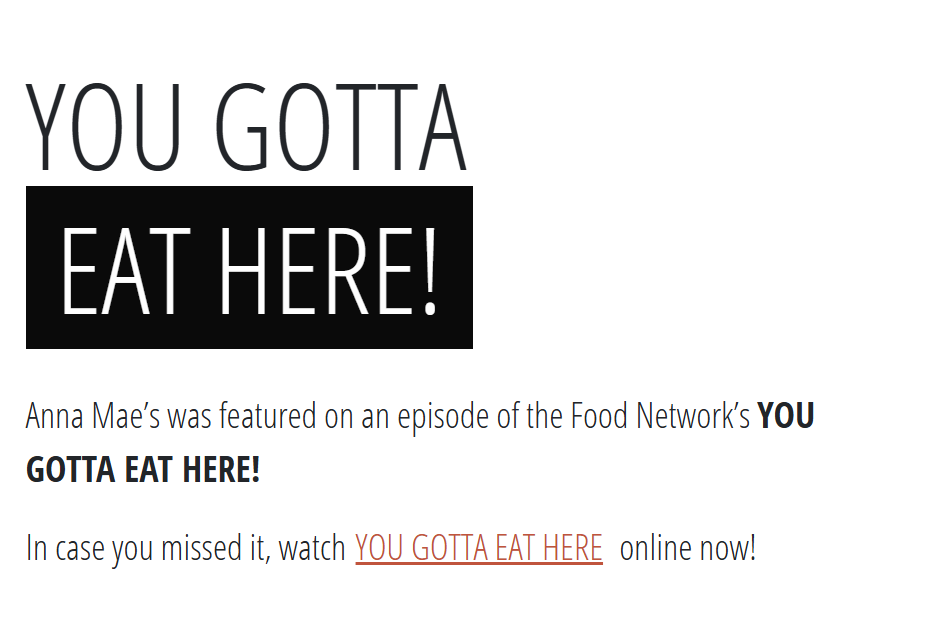 YOU GOTTA
EAT HERE!
Anna Mae’s was featured on an episode of the Food Network’s YOU
GOTTA EAT HERE!
In case you missed it, watch YOU GOTTA EAT HERE online now!